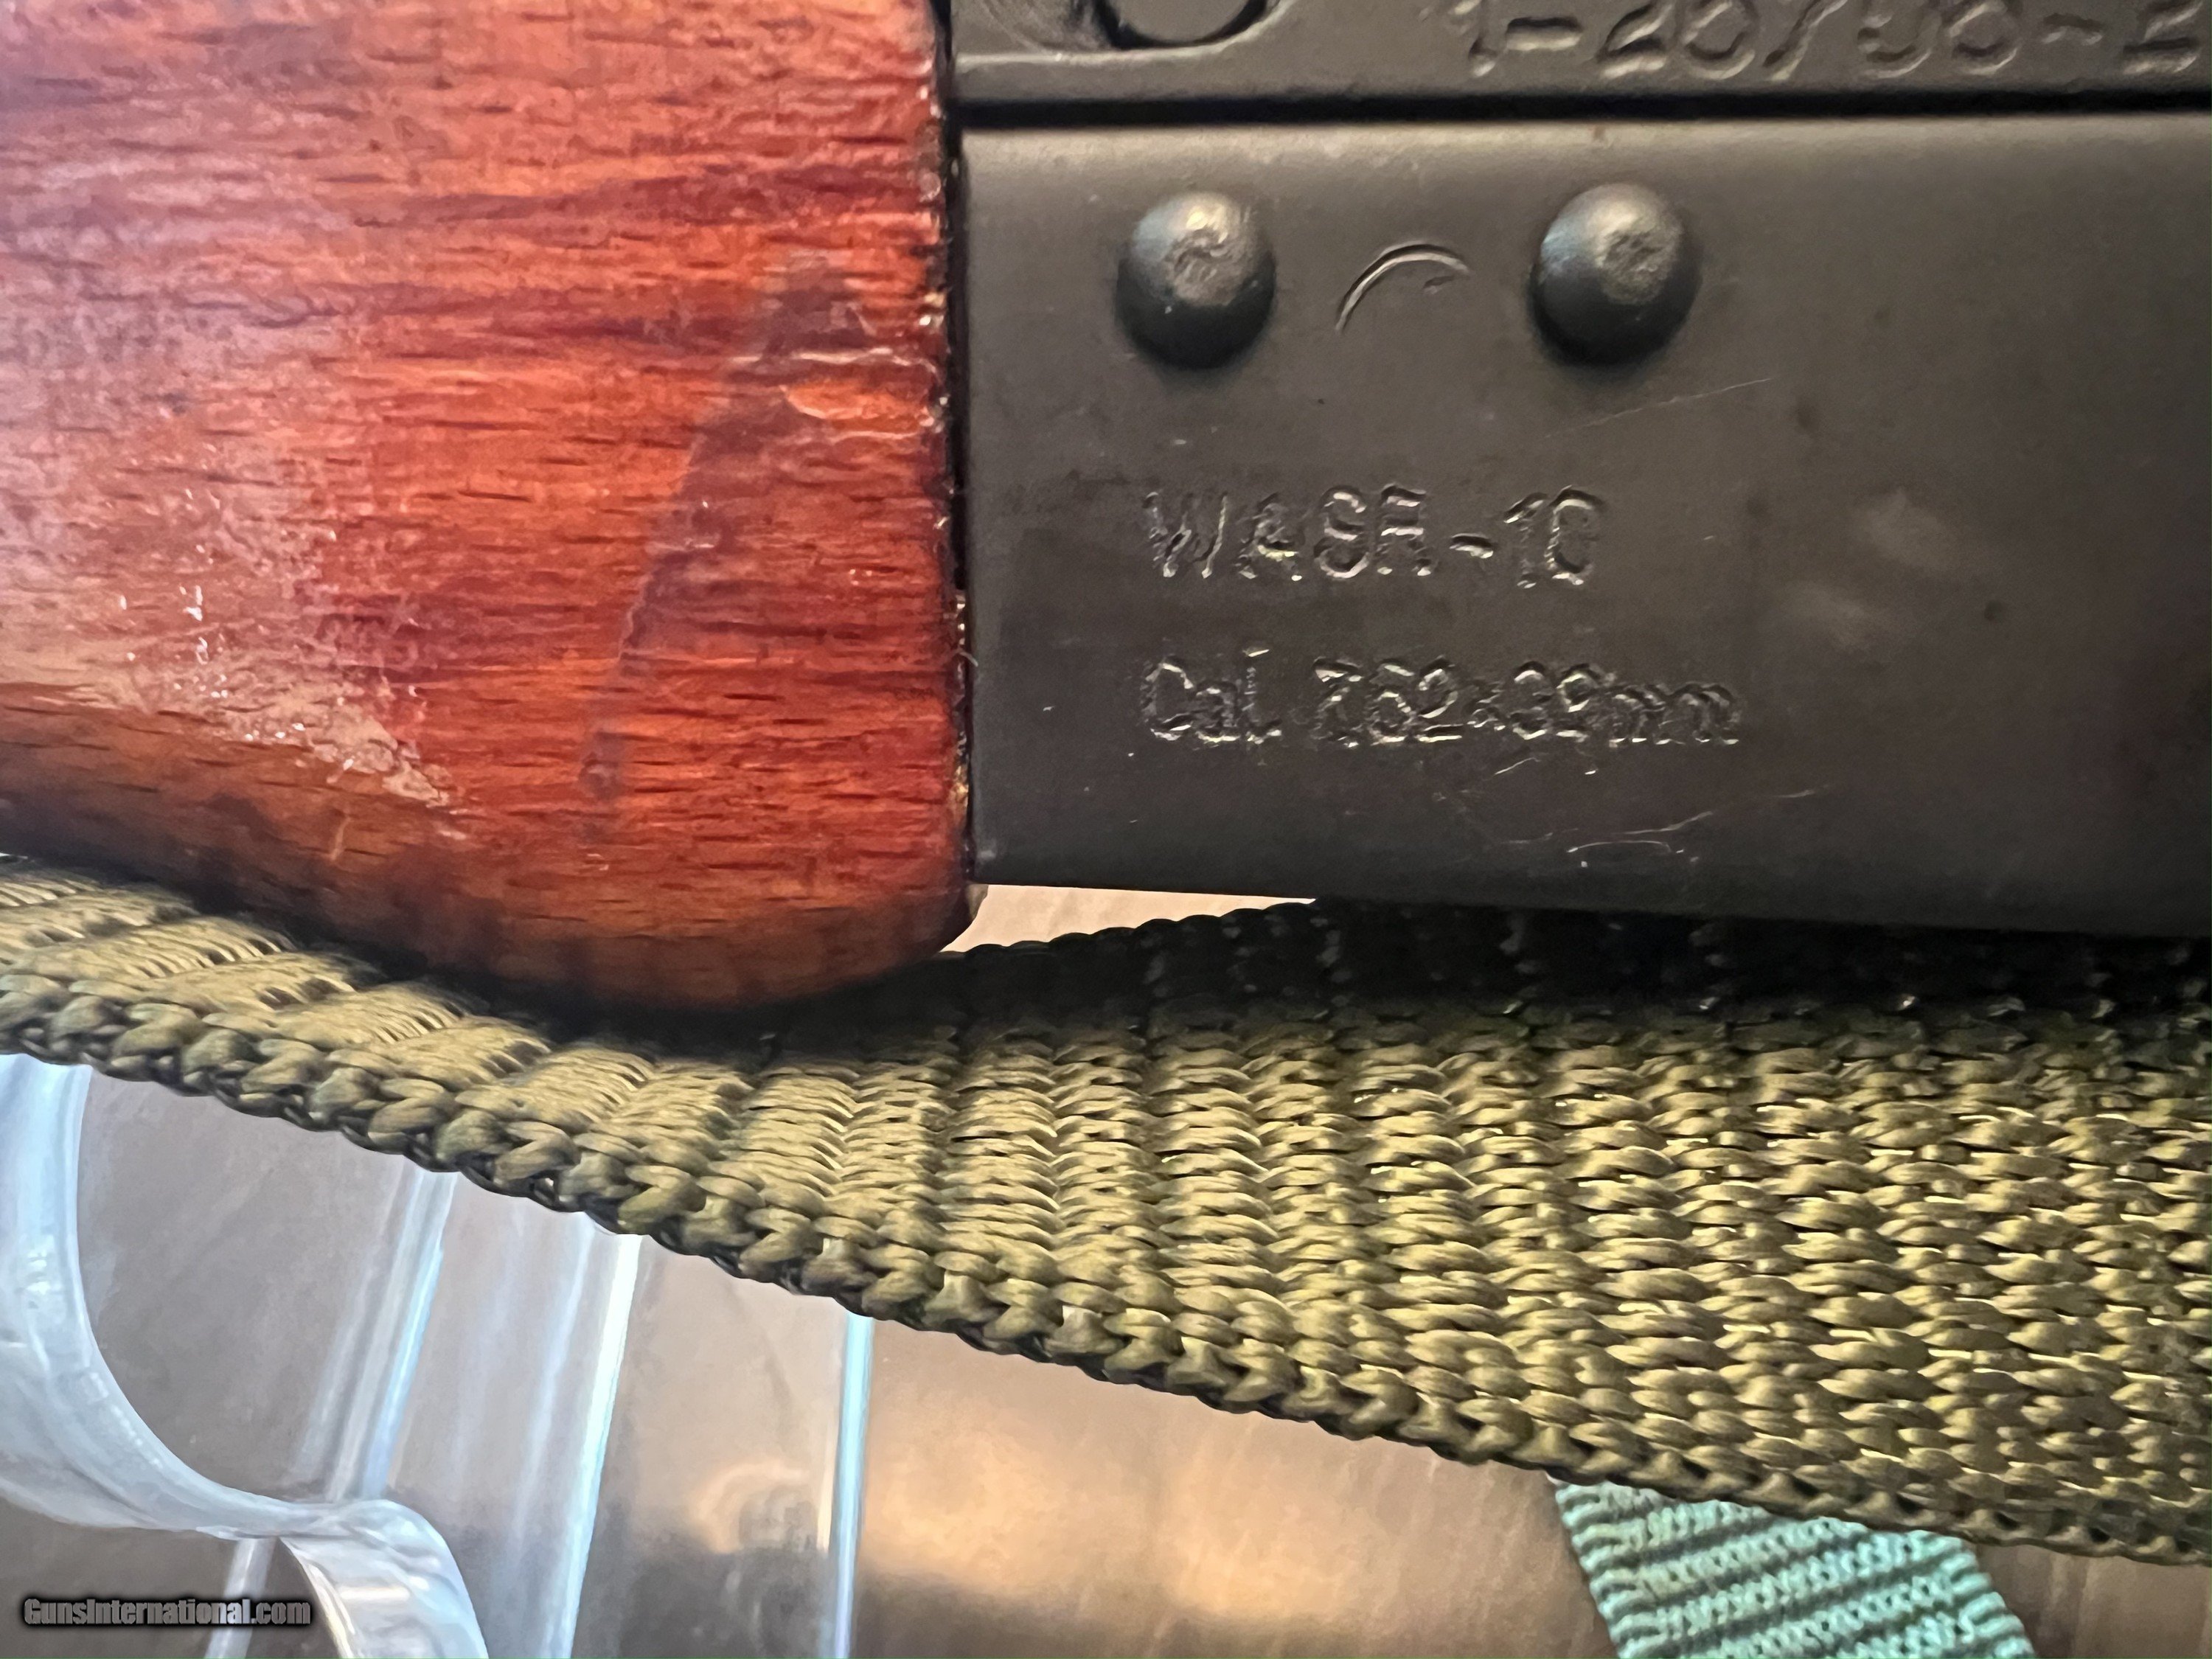 WASR-10
Cal. 7.62x39mm
GunsInternational.com